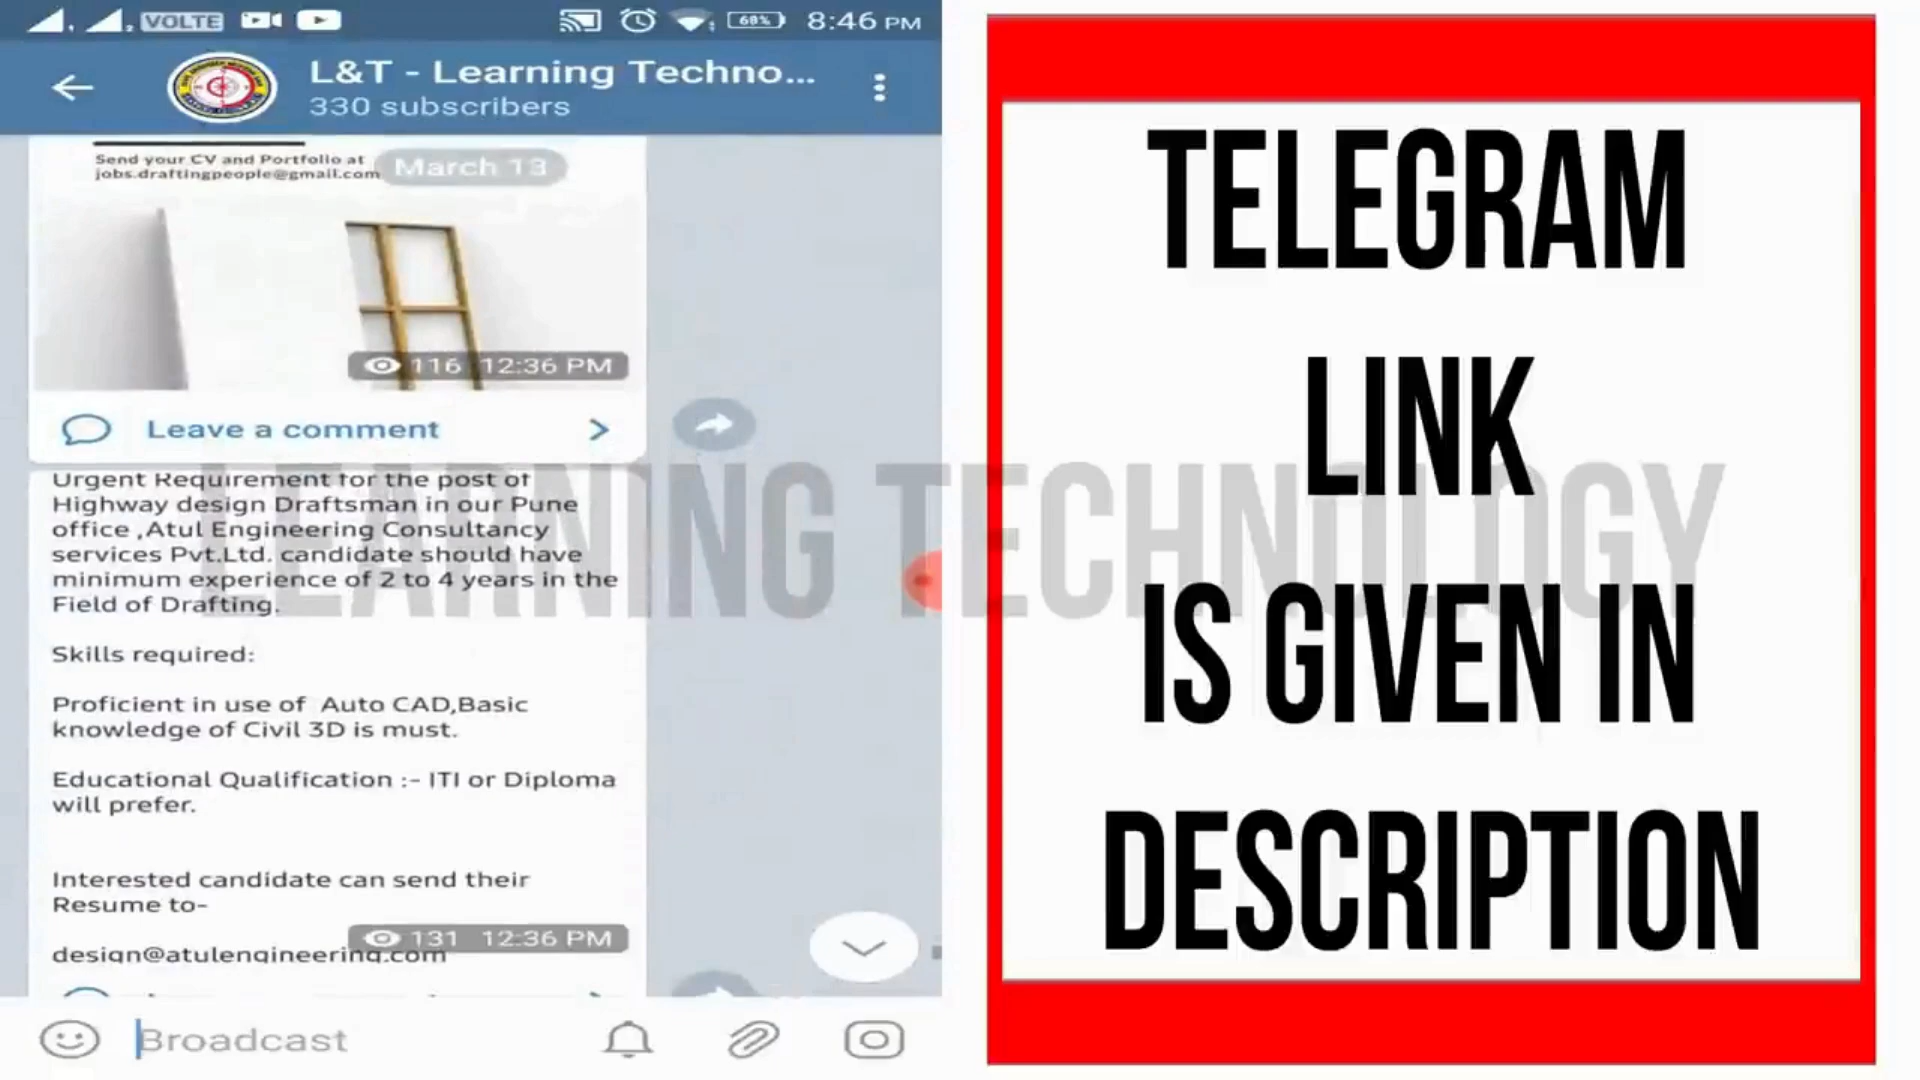 VOLTE
68%
8:46 PM
L&T - Learning Techno...
330 subscribers
Send your CV and Portfolio at
jobs.draftingpeople@gmail.com
March 13
116 12:36 PM
Leave a comment
Urgent Requirement for the post of
Highway design Draftsman in our Pune
office ,Atul Engineering Consultancy
services Pvt.Ltd. candidate should have
minimum experience of 2 to 4 years in the
Field of Drafting.
Skills required:
Proficient in use of Auto CAD,Basic
knowledge of Civil 3D is must.
Educational Qualification :- ITI or Diploma
will prefer.
Interested candidate can send their
Resume to-
131 12:36 PM
design@atulengineering.com
Broadcast
TELEGRAM
LINK
IS GIVEN IN
DESCRIPTION
LEARNING TECHNOLOGY